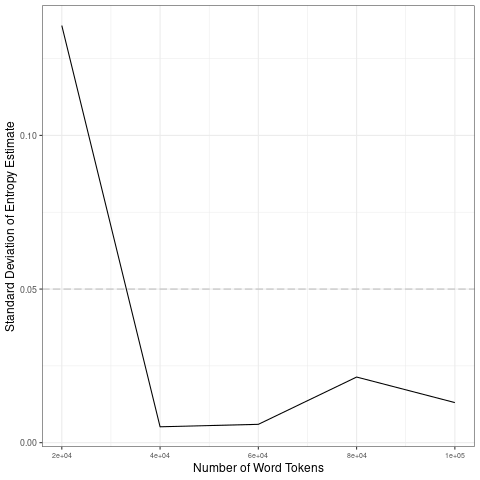 Standard Deviation of Entropy Estimate
0.10
0.05
0.00
2e+04 4e+04 6e+04 8e+04 1e+05
Number of Word Tokens